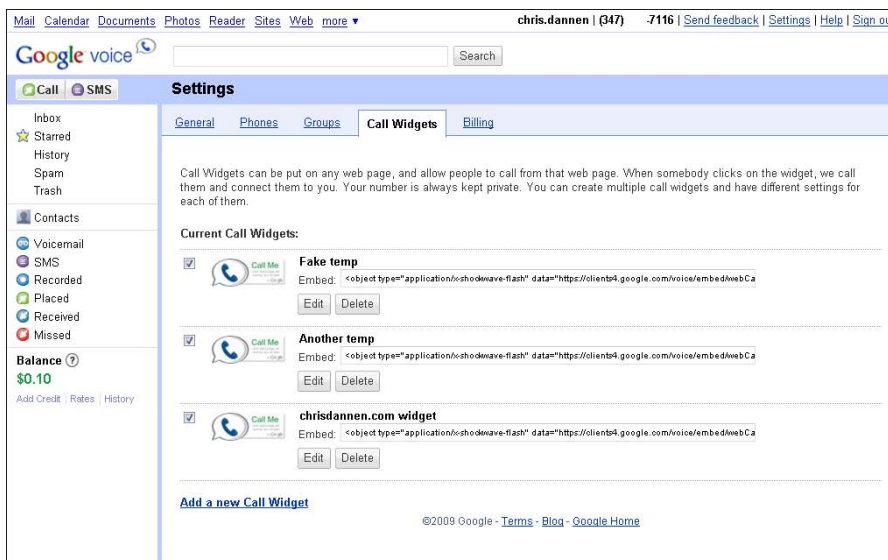 Mail Calendar Documents Photos Reader Sites Web more ▼
chris.dannen | (347) -7116 | Send feedback | Settings | Help | Sign ou
Google voice
Search
Call SMS
Settings
Inbox
Starred
History
Spam
Trash
Contacts
Voicemail
SMS
Recorded
Placed
Received
Missed
Balance (?)
$0.10
Add Credit | Rates | History
General Phones Groups Call Widgets Billing
Call Widgets can be put on any web page, and allow people to call from that web page. When somebody clicks on the widget, we call
them and connect them to you. Your number is always kept private. You can create multiple call widgets and have different settings for
each of them.
Current Call Widgets:
Call Me
Fake temp
Embed: <object type="application/x-shockwave-flash" data="https://clients4.google.com/voice/embed/webCa
Edit Delete
Call Me
Another temp
Embed: <object type="application/x-shockwave-flash" data="https://clients4.google.com/voice/embed/webCa
Edit Delete
Call Me
chrisdannen.com widget
Embed: <object type="application/x-shockwave-flash" data="https://clients4.google.com/voice/embed/webCa
Edit Delete
Add a new Call Widget
©2009 Google - Terms - Blog - Google Home